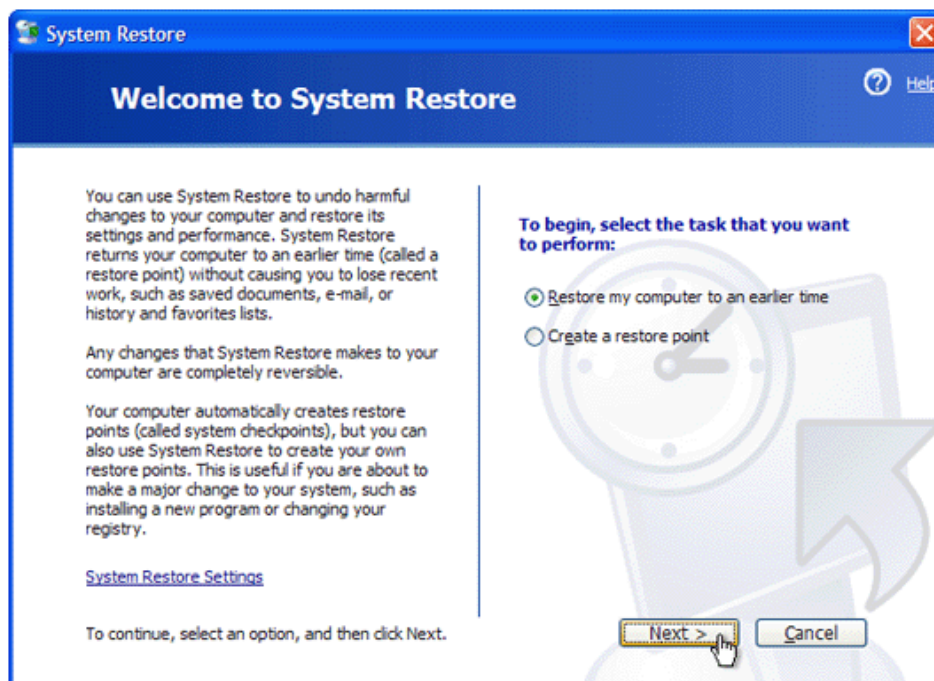 System Restore
Welcome to System Restore
Help
You can use System Restore to undo harmful
changes to your computer and restore its
settings and performance. System Restore
returns your computer to an earlier time (called a
restore point) without causing you to lose recent
work, such as saved documents, e-mail, or
history and favorites lists.
Any changes that System Restore makes to your
computer are completely reversible.
Your computer automatically creates restore
points (called system checkpoints), but you can
also use System Restore to create your own
restore points. This is useful if you are about to
make a major change to your system, such as
installing a new program or changing your
registry.
System Restore Settings
To continue, select an option, and then click Next.
To begin, select the task that you want
to perform:
Restore my computer to an earlier time
Create a restore point
Next >
Cancel